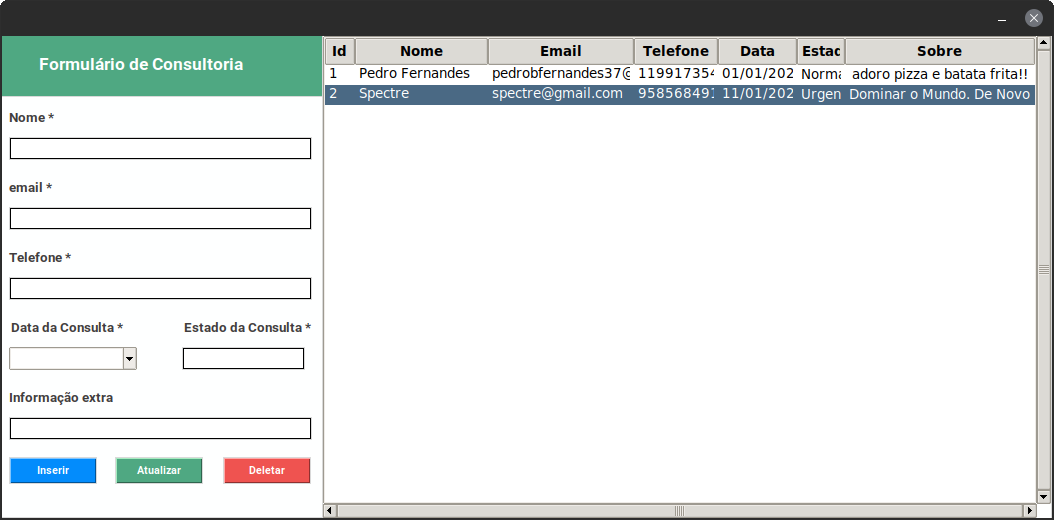 Formulário de Consultoria
Nome *
email *
Telefone *
Data da Consulta * Estado da Consulta *
Informação extra
Inserir Atualizar Deletar
Id Nome Email Telefone Data Estac Sobre
1 Pedro Fernandes pedrobfernandes37@ 119917354 01/01/202 Norma adoro pizza e batata frita!!
2 Spectre spectre@gmail.com 958568491 11/01/202 Urgen Dominar o Mundo. De Novo